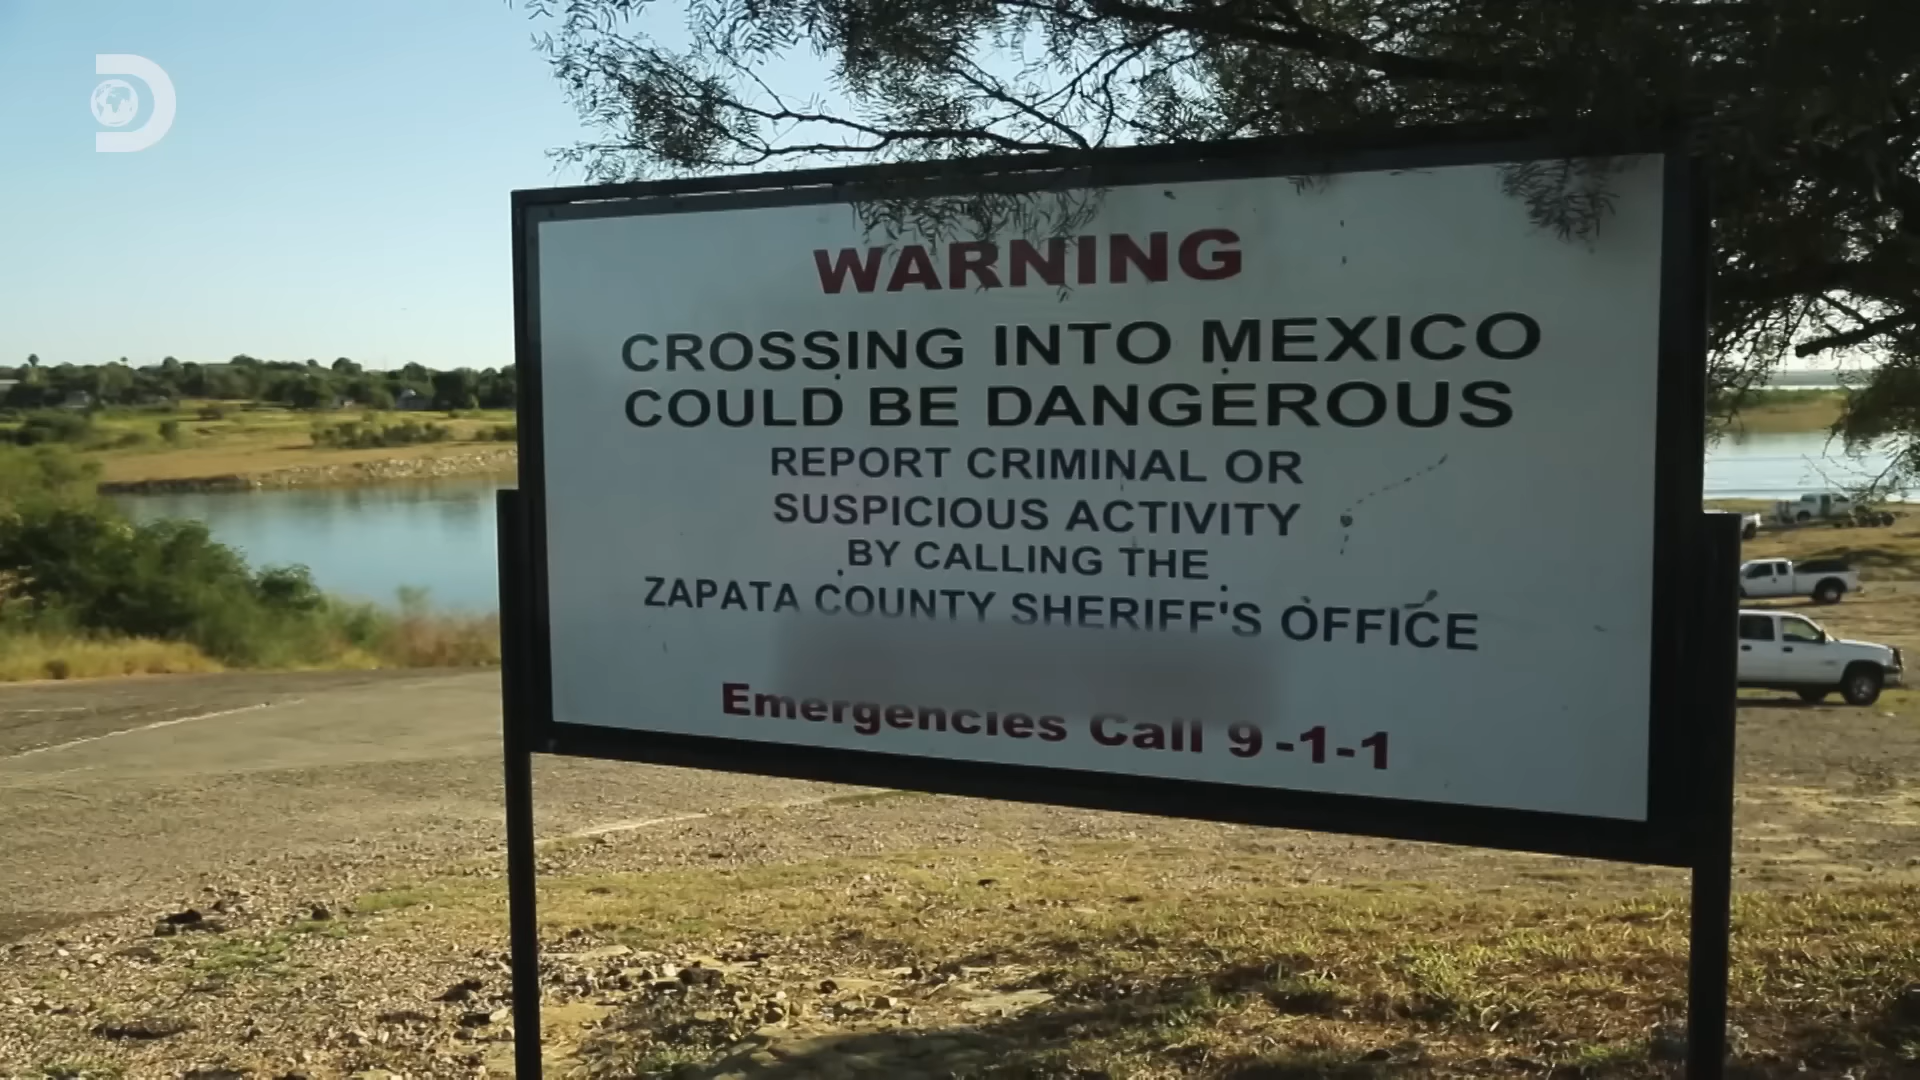 WARNING
CROSSING INTO MEXICO
COULD BE DANGEROUS
REPORT CRIMINAL OR
SUSPICIOUS ACTIVITY
BY CALLING THE
ZAPATA COUNTY SHERIFF'S OFFICE
Emergencies Call 9-1-1